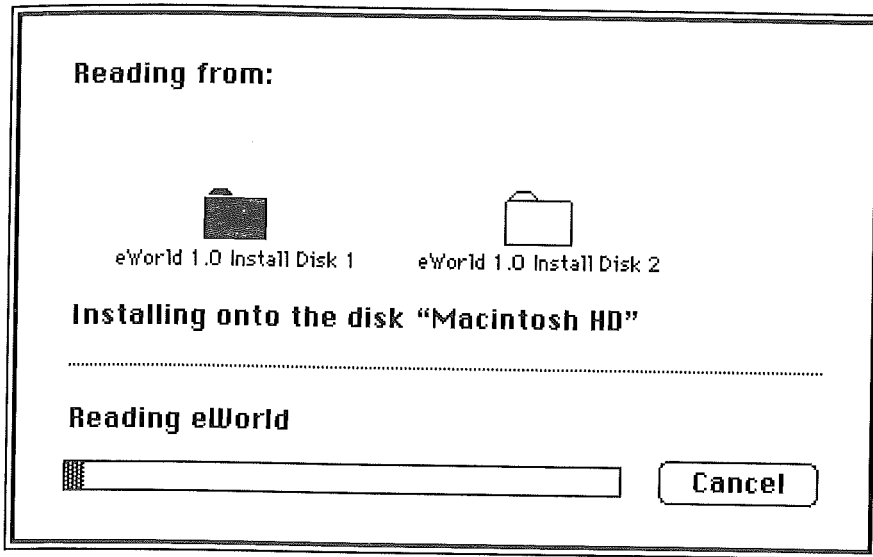 Reading from:
eWorld 1.0 Install Disk 1
eWorld 1.0 Install Disk 2
Installing onto the disk “Macintosh HD”
Reading eWorld
Cancel